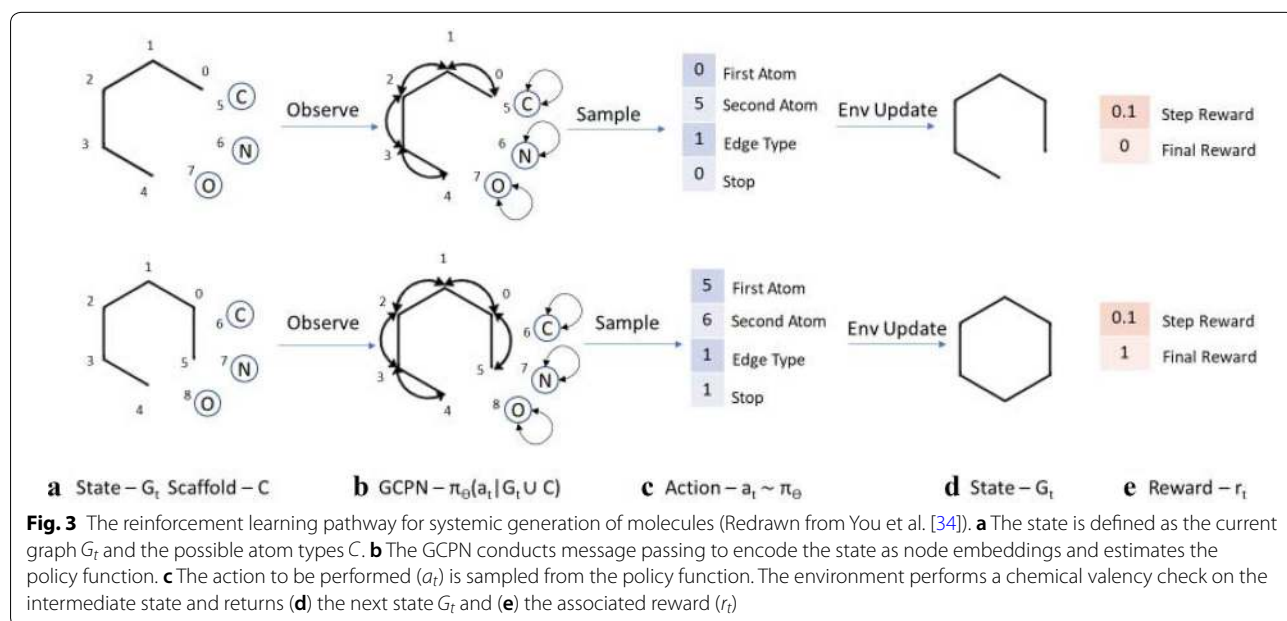 1
0
2
5 C
6 N
3
7 O
4
Observe
1
0
2
5 C
6 N
3
7 O
4
Sample
0 First Atom
5 Second Atom
1 Edge Type
0 Stop
Env Update
0.1 Step Reward
0 Final Reward
1
0
2
6 C
7 N
3
5
8 O
4
Observe
1
0
2
6 C
7 N
3
5
8 O
4
Sample
5 First Atom
6 Second Atom
1 Edge Type
1 Stop
Env Update
0.1 Step Reward
1 Final Reward
a State – Gt Scaffold – C b GCPN – πΘ(at|Gt ∪ C) c Action – at ~ πΘ d State – Gt e Reward – rt
Fig. 3 The reinforcement learning pathway for systemic generation of molecules (Redrawn from You et al. [34]). a The state is defined as the current
graph Gt and the possible atom types C. b The GCPN conducts message passing to encode the state as node embeddings and estimates the
policy function. c The action to be performed (at) is sampled from the policy function. The environment performs a chemical valency check on the
intermediate state and returns (d) the next state Gt and (e) the associated reward (rt)